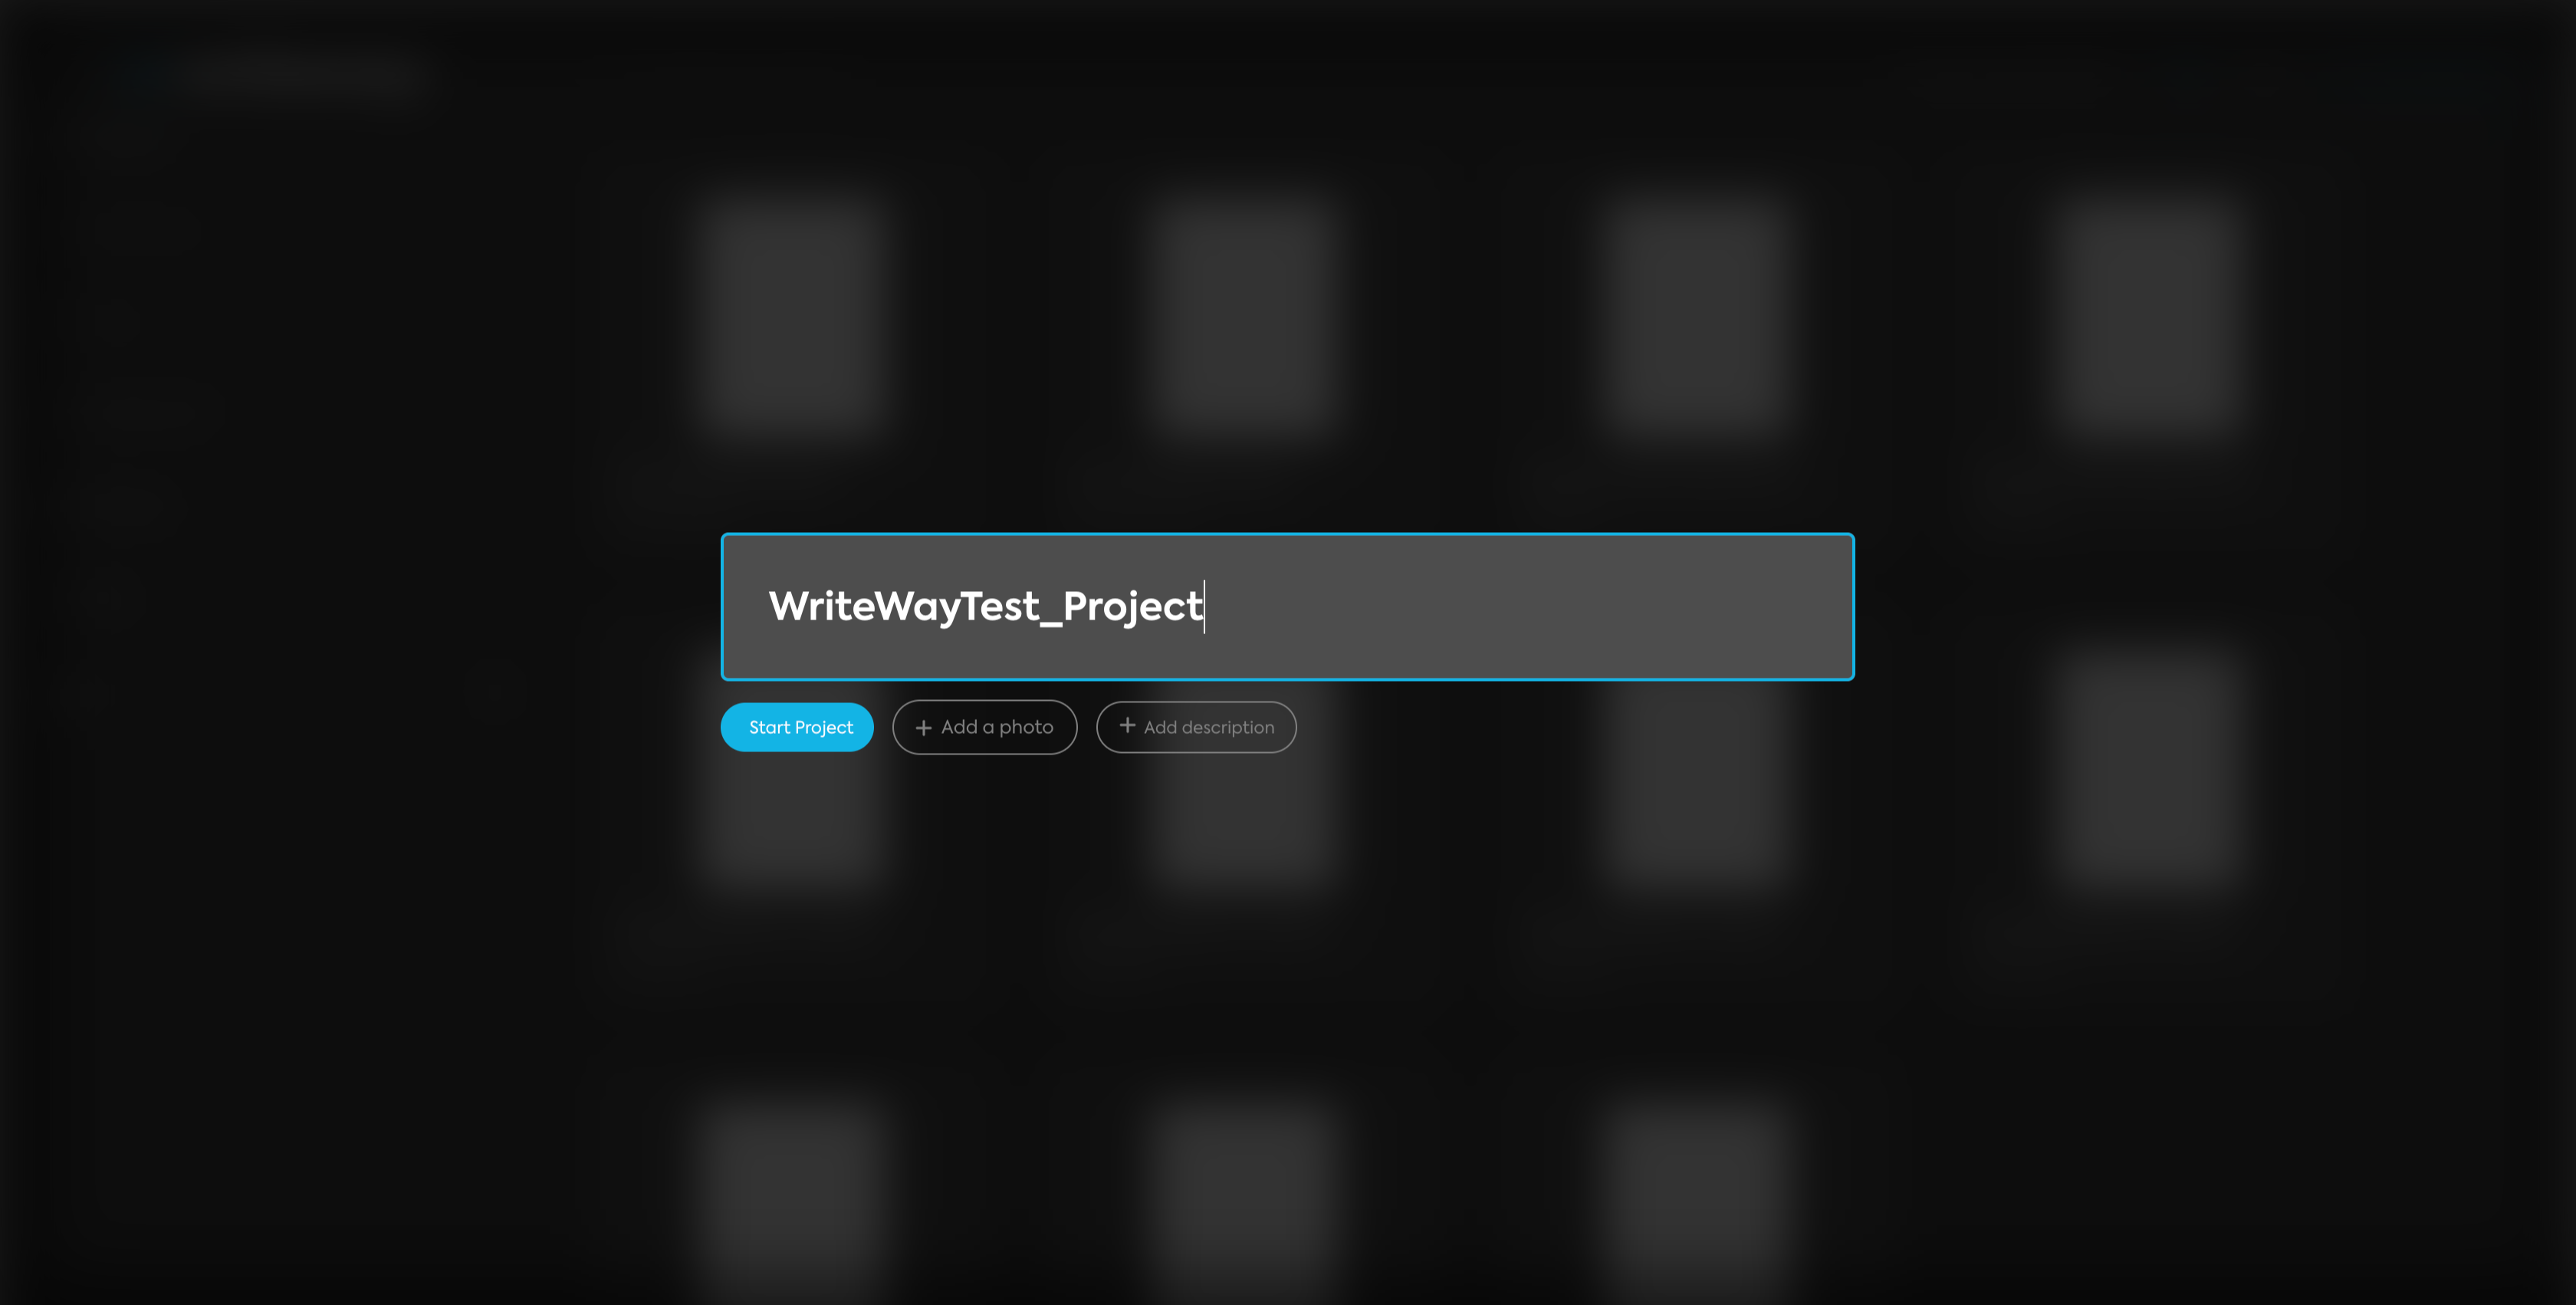 WriteWayTest_Project
Start Project
+ Add a photo
+ Add description